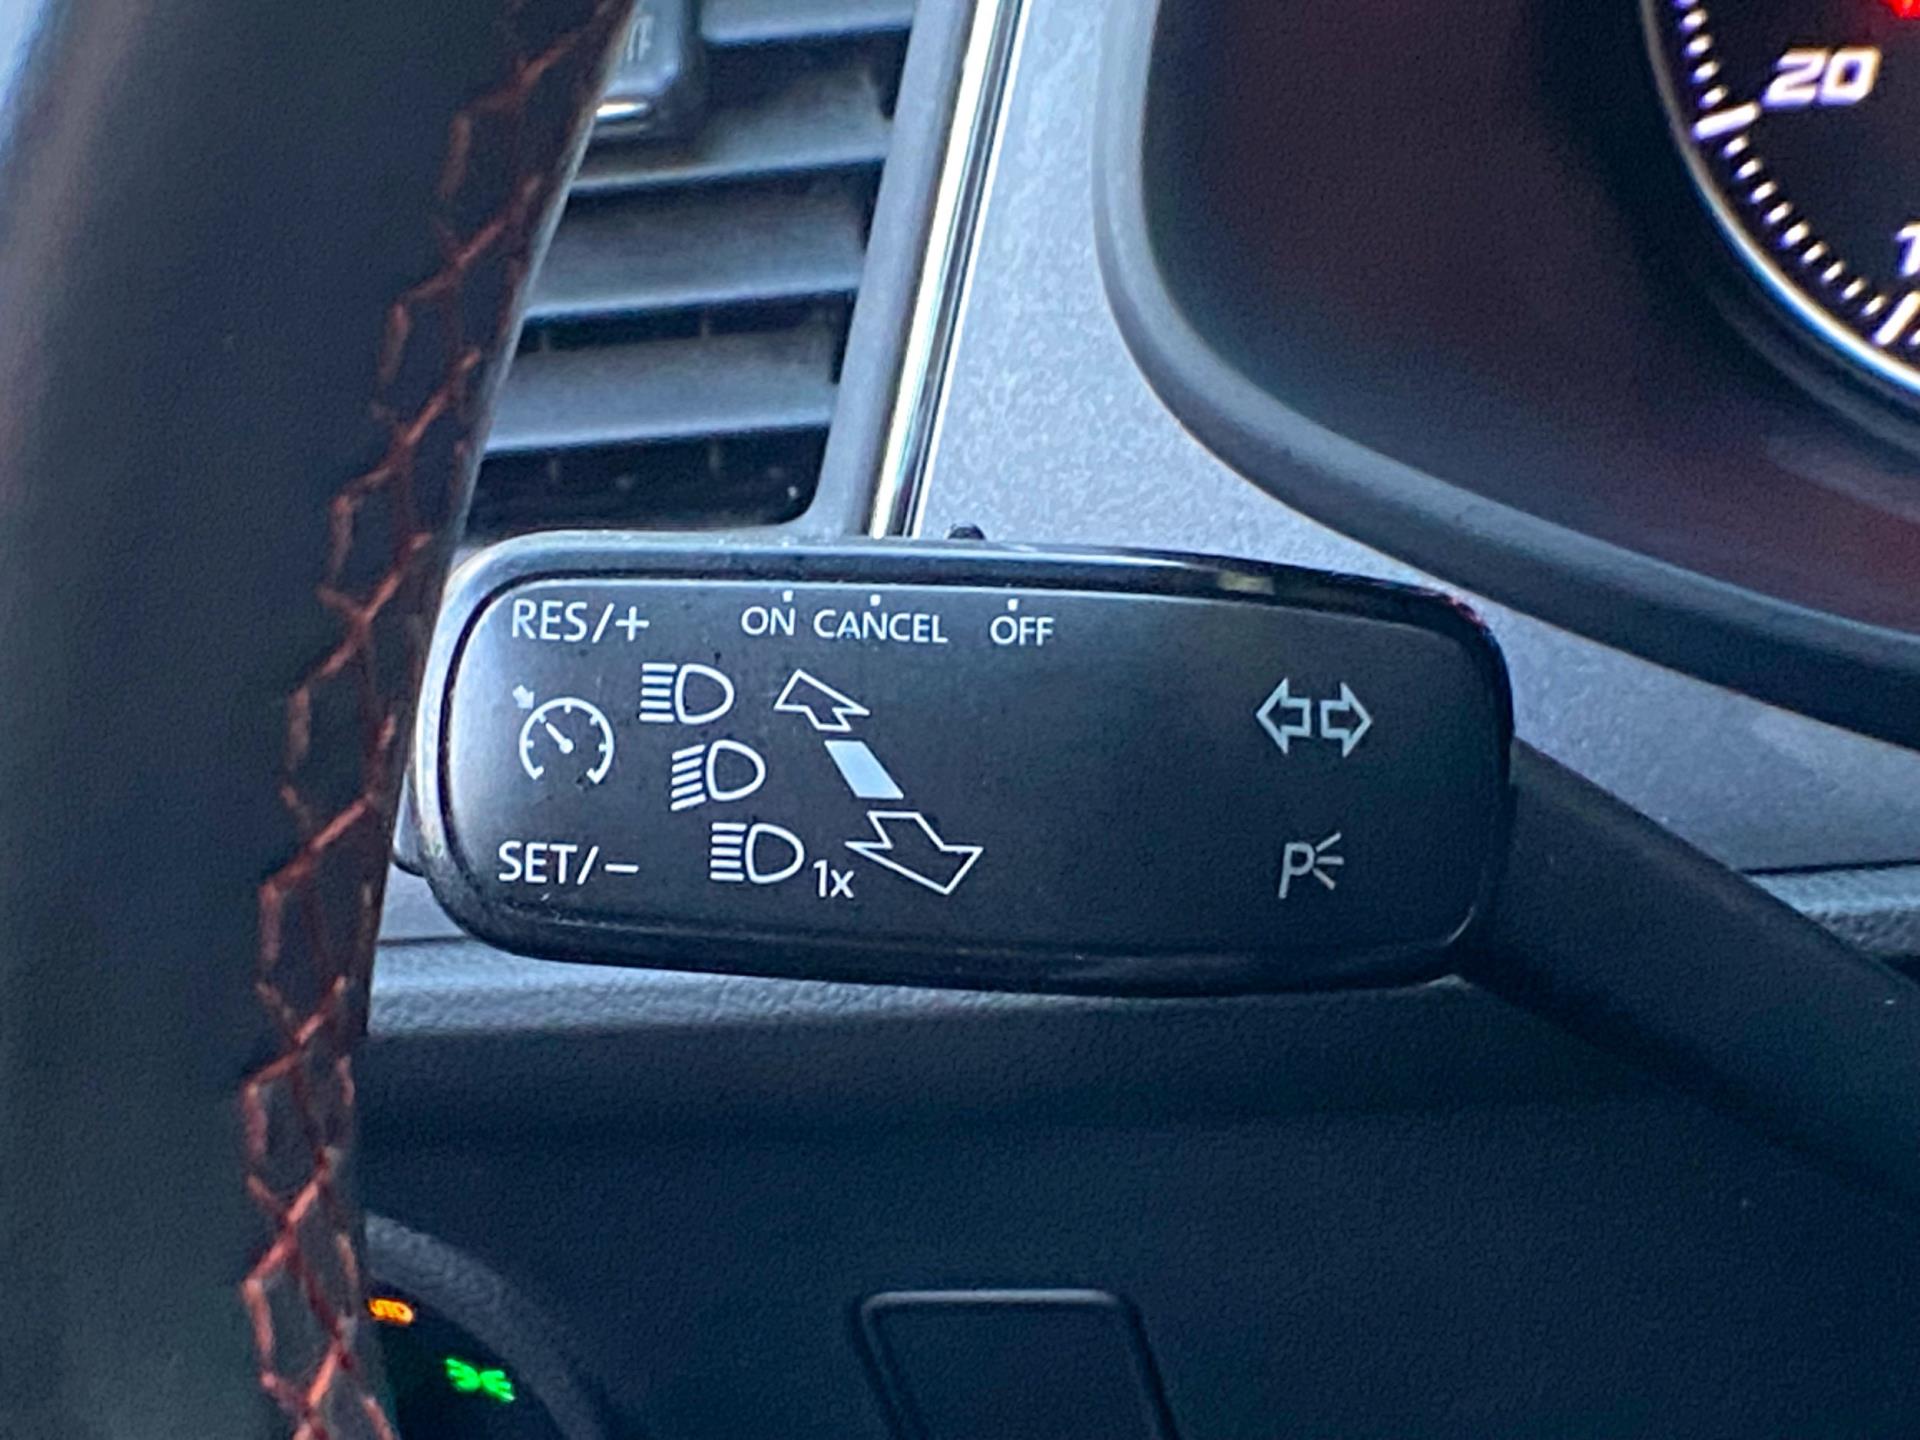 20
RES/+ ON CANCEL OFF
SET/− 1x
P